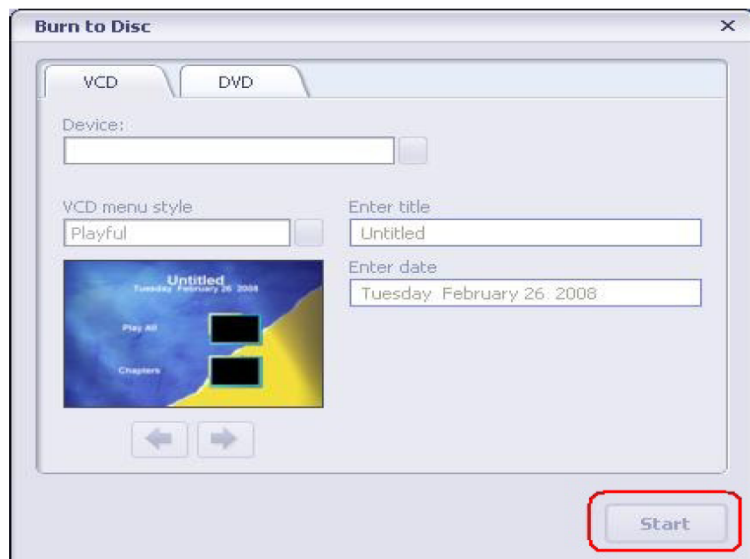 Burn to Disc
VCD DVD
Device:
VCD menu style
Playful
Enter title
Untitled
Enter date
Tuesday February 26 2008
Untitled
Tuesday February 26 2008
Play All
Chapters
Start